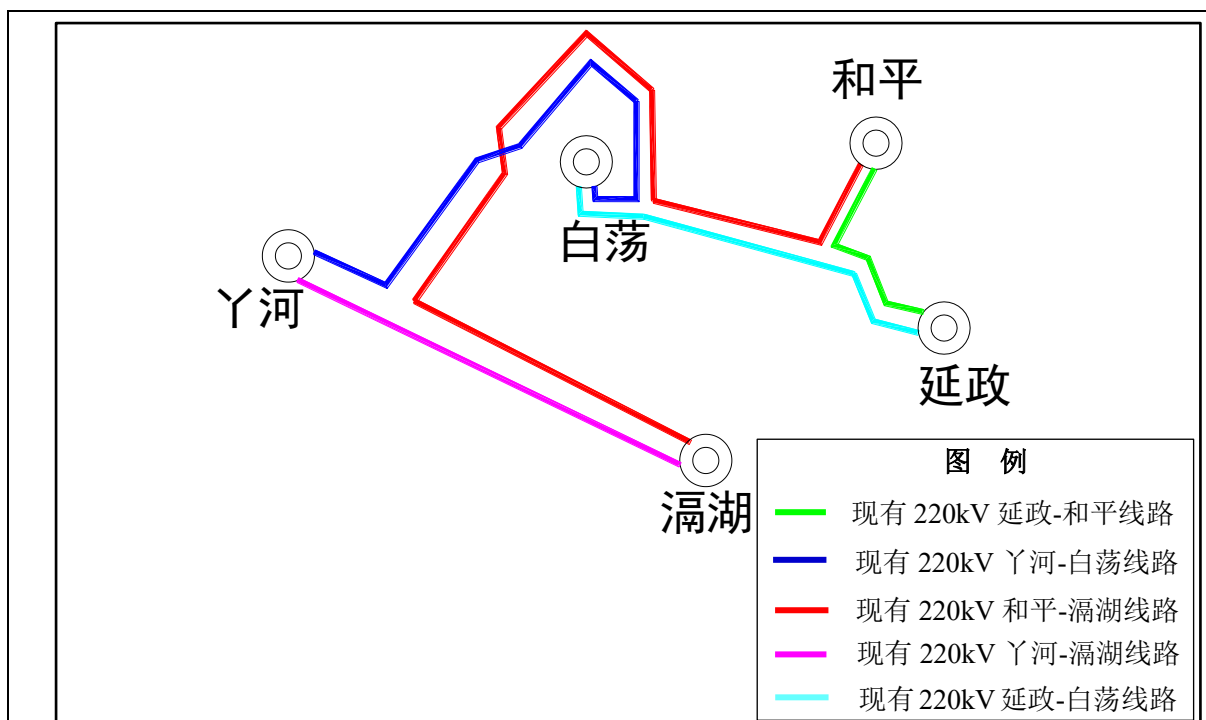 和平
白荡
丫河
延政
滆湖
图 例
现有 220kV 延政-和平线路
现有 220kV 丫河-白荡线路
现有 220kV 和平-滆湖线路
现有 220kV 丫河-滆湖线路
现有 220kV 延政-白荡线路